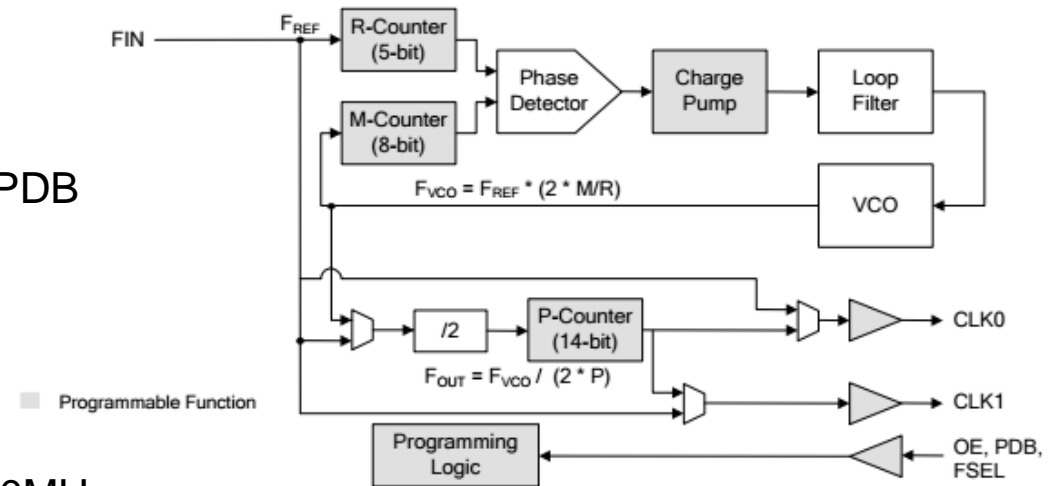 FIN
F_REF
R-Counter
(5-bit)
Phase
Detector
Charge
Pump
Loop
Filter
M-Counter
(8-bit)
PDB
F_VCO = F_REF * (2 * M/R)
VCO
/2
P-Counter
(14-bit)
CLK0
F_OUT = F_VCO / (2 * P)
Programmable Function
CLK1
Programming
Logic
OE, PDB,
FSEL